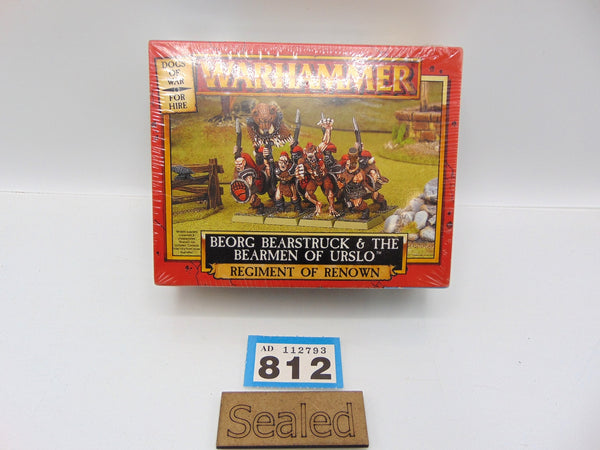 DOGS
OF
WAR
FOR
HIRE
WARHAMMER
BEORG BEARSTRUCK & THE
BEARMEN OF URSLO™
REGIMENT OF RENOWN
AD 112793
812
Sealed